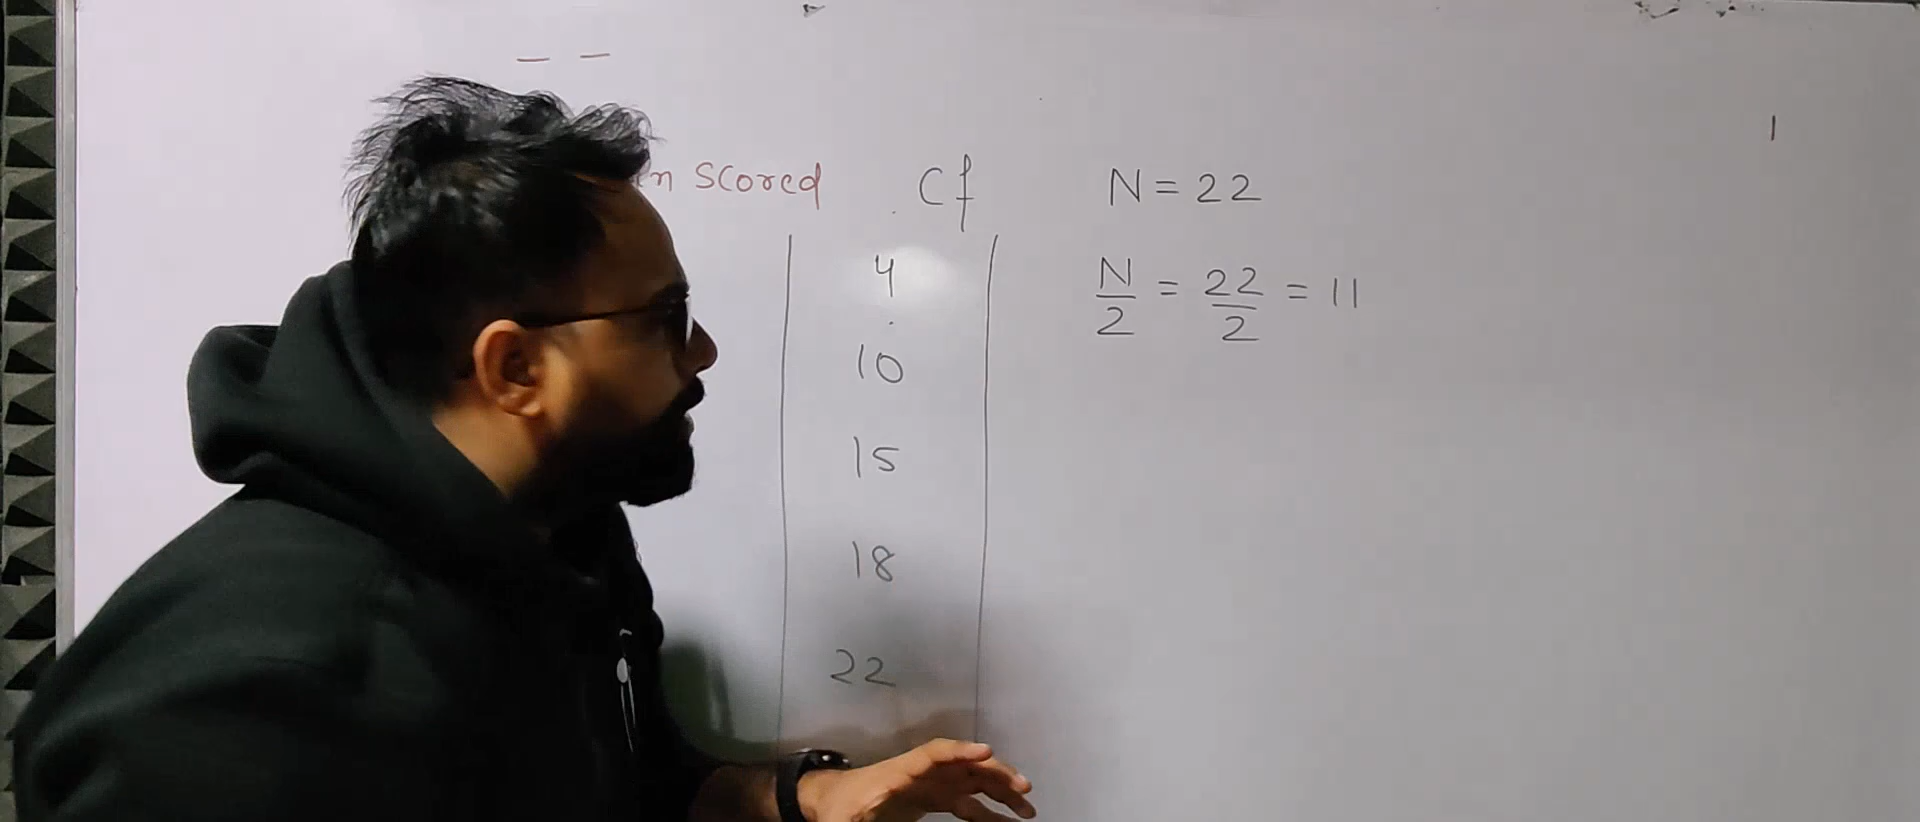 Scored Cf N = 22
4
N/2 = 22/2 = 11
10
15
18
22